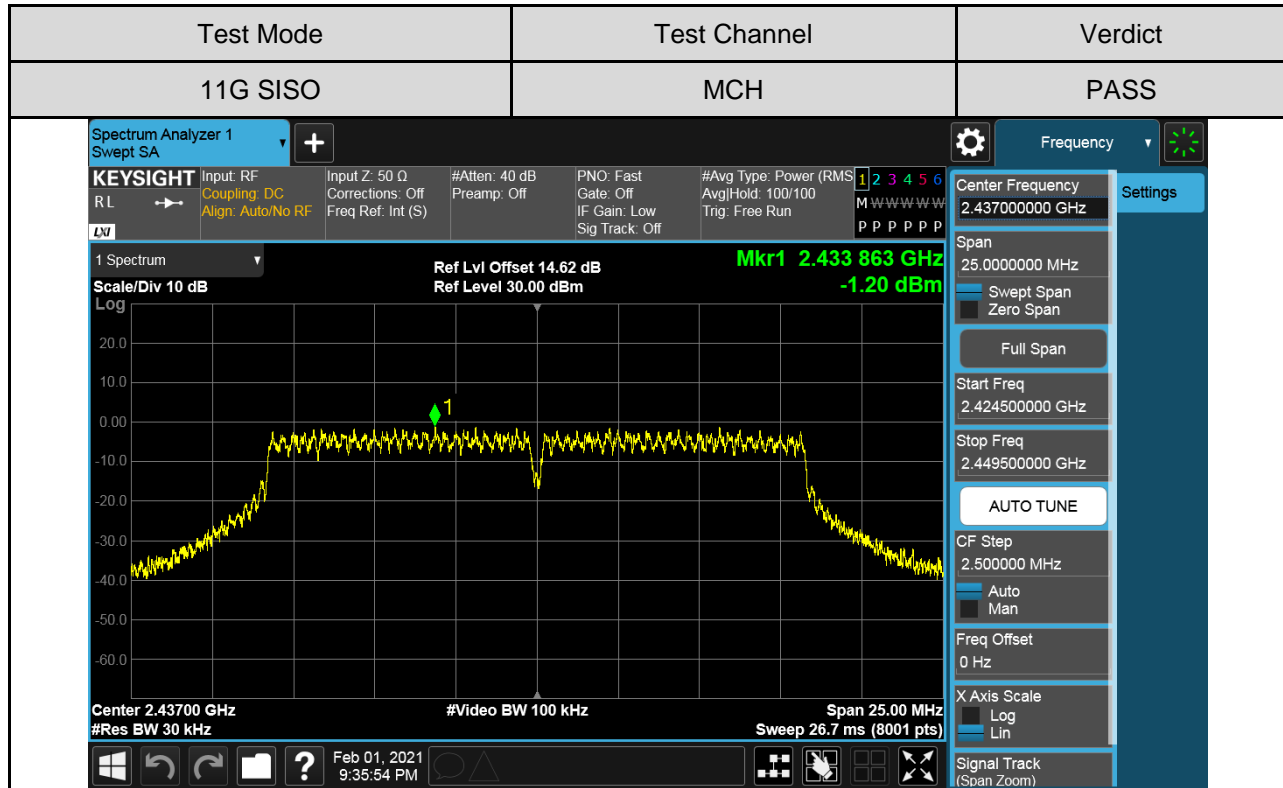 Test Mode Test Channel Verdict
11G SISO MCH PASS
Spectrum Analyzer 1
Swept SA
+
Frequency
KEYSIGHT
RL
LXI
Input: RF
Coupling: DC
Align: Auto/No RF
Input Z: 50 Ω
Corrections: Off
Freq Ref: Int (S)
#Atten: 40 dB
Preamp: Off
PNO: Fast
Gate: Off
IF Gain: Low
Sig Track: Off
#Avg Type: Power (RMS
Avg|Hold: 100/100
Trig: Free Run
1 2 3 4 5 6
M W W W W W
P P P P P P
1 Spectrum
Scale/Div 10 dB
Log
Ref Lvl Offset 14.62 dB
Ref Level 30.00 dBm
Mkr1 2.433 863 GHz
-1.20 dBm
20.0
10.0
0.00
-10.0
-20.0
-30.0
-40.0
-50.0
-60.0
1
Center 2.43700 GHz
#Res BW 30 kHz
#Video BW 100 kHz
Span 25.00 MHz
Sweep 26.7 ms (8001 pts)
Center Frequency
2.437000000 GHz
Settings
Span
25.0000000 MHz
Swept Span
Zero Span
Full Span
Start Freq
2.424500000 GHz
Stop Freq
2.449500000 GHz
AUTO TUNE
CF Step
2.500000 MHz
Auto
Man
Freq Offset
0 Hz
X Axis Scale
Log
Lin
Signal Track
(Span Zoom)
?
Feb 01, 2021
9:35:54 PM